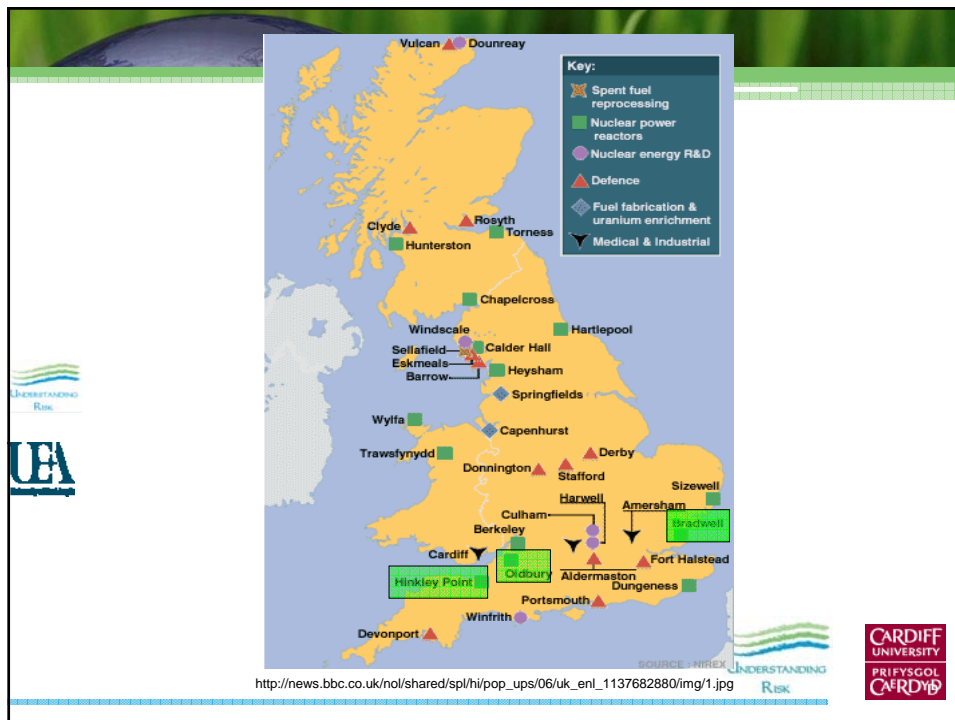 Vulcan
Dounreay
Key:
Spent fuel
reprocessing
Nuclear power
reactors
Nuclear energy R&D
Defence
Fuel fabrication &
uranium enrichment
Medical & Industrial
Clyde
Rosyth
Torness
Hunterston
Chapelcross
Windscale
Hartlepool
Sellafield
Calder Hall
Eskmeals
Barrow
Heysham
Springfields
Wylfa
Capenhurst
Trawsfynydd
Derby
Donnington
Stafford
Sizewell
Harwell
Amersham
Culham
Bradwell
Berkeley
Cardiff
Fort Halstead
Oldbury
Aldermaston
Hinkley Point
Dungeness
Portsmouth
Winfrith
Devonport
SOURCE : NIREX
http://news.bbc.co.uk/nol/shared/spl/hi/pop_ups/06/uk_enl_1137682880/img/1.jpg
UNDERSTANDING
RISK
UEA
UNDERSTANDING
RISK
CARDIFF
UNIVERSITY
PRIFYSGOL
CAERDYDD